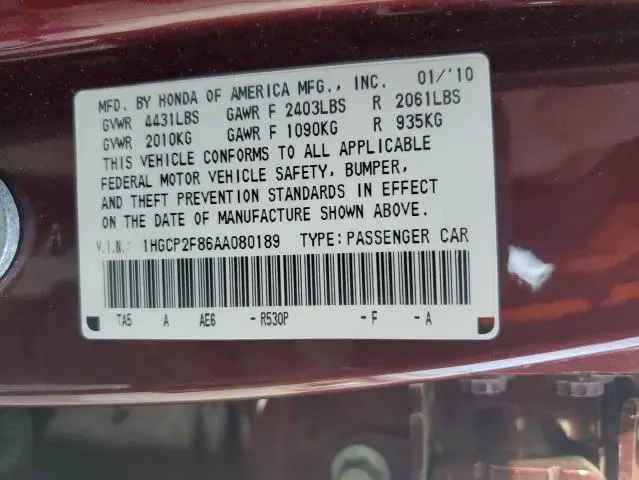 MFD. BY HONDA OF AMERICA MFG., INC. 01/'10
GVWR 4431LBS GAWR F 2403LBS R 2061LBS
GVWR 2010KG GAWR F 1090KG R 935KG
THIS VEHICLE CONFORMS TO ALL APPLICABLE
FEDERAL MOTOR VEHICLE SAFETY, BUMPER,
AND THEFT PREVENTION STANDARDS IN EFFECT
ON THE DATE OF MANUFACTURE SHOWN ABOVE.
V.I.N.: 1HGCP2F86AA080189 TYPE:PASSENGER CAR
TA5 A AE6 - R530P - F - A